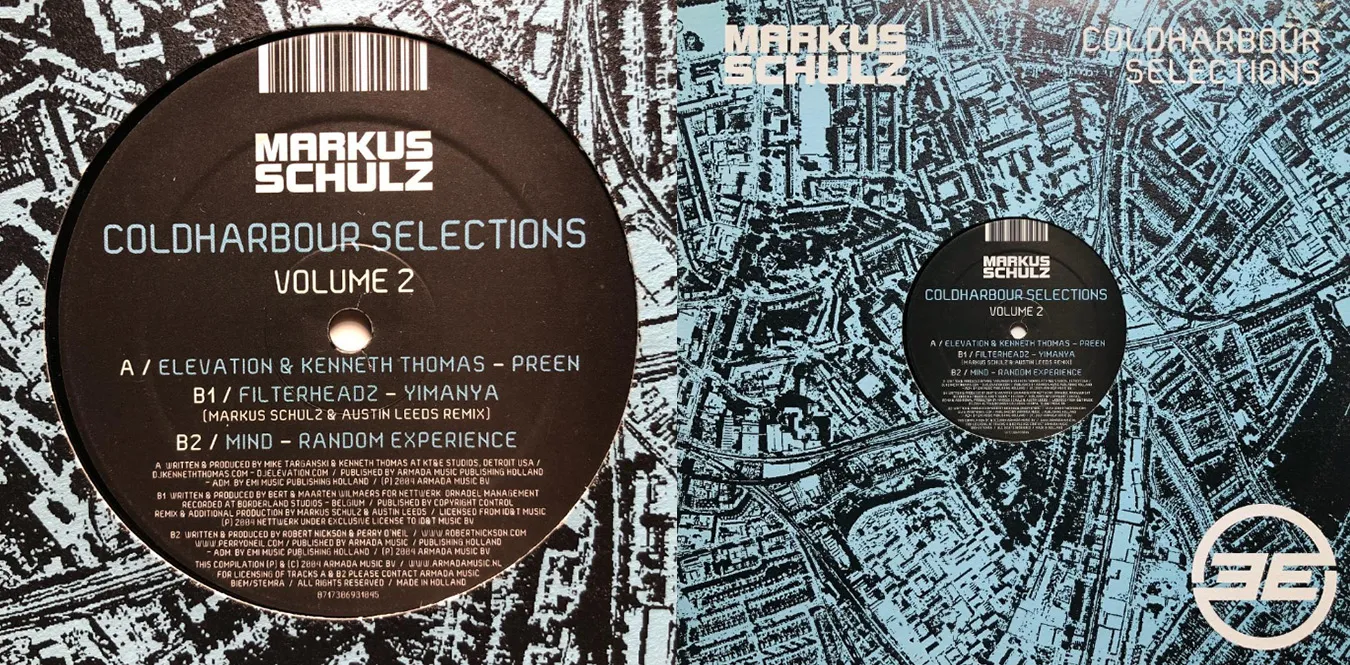 MARKUS
SCHULZ
COLDHARBOUR SELECTIONS
VOLUME 2
A / ELEVATION & KENNETH THOMAS – PREEN
B1 / FILTERHEADZ – YIMANYA
(MARKUS SCHULZ & AUSTIN LEEDS REMIX)
B2 / MIND – RANDOM EXPERIENCE
A WRITTEN & PRODUCED BY MIKE TARGANSKI & KENNETH THOMAS AT KT&E STUDIOS, DETROIT USA /
DJKENNETHTHOMAS.COM – DJELEVATION.COM / PUBLISHED BY ARMADA MUSIC PUBLISHING HOLLAND
– ADM. BY EMI MUSIC PUBLISHING HOLLAND / (P) 2004 ARMADA MUSIC BV
B1 WRITTEN & PRODUCED BY BERT & MAARTEN WILMAERS FOR NETTWERK ORNADEL MANAGEMENT
RECORDED AT BORDERLAND STUDIOS – BELGIUM / PUBLISHED BY COPYRIGHT CONTROL
REMIX & ADDITIONAL PRODUCTION BY MARKUS SCHULZ & AUSTIN LEEDS / LICENSED FROM ID&T MUSIC
(P) 2004 NETTWERK UNDER EXCLUSIVE LICENSE TO ID&T MUSIC BV
B2 WRITTEN & PRODUCED BY ROBERT NICKSON & PERRY O'NEIL / WWW.ROBERTNICKSON.COM
WWW.PERRYONEIL.COM / PUBLISHED BY ARMADA MUSIC / PUBLISHING HOLLAND
– ADM. BY EMI MUSIC PUBLISHING HOLLAND / (P) 2004 ARMADA MUSIC BV
THIS COMPILATION (P) & (C) 2004 ARMADA MUSIC BV / WWW.ARMADAMUSIC.NL
FOR LICENSING OF TRACKS A & B2 PLEASE CONTACT ARMADA MUSIC
BIEM/STEMRA / ALL RIGHTS RESERVED / MADE IN HOLLAND
8717306931045
MARKUS
SCHULZ
COLDHARBOUR
SELECTIONS
MARKUS
SCHULZ
COLDHARBOUR SELECTIONS
VOLUME 2
A / ELEVATION & KENNETH THOMAS – PREEN
B1 / FILTERHEADZ – YIMANYA
(MARKUS SCHULZ & AUSTIN LEEDS REMIX)
B2 / MIND – RANDOM EXPERIENCE